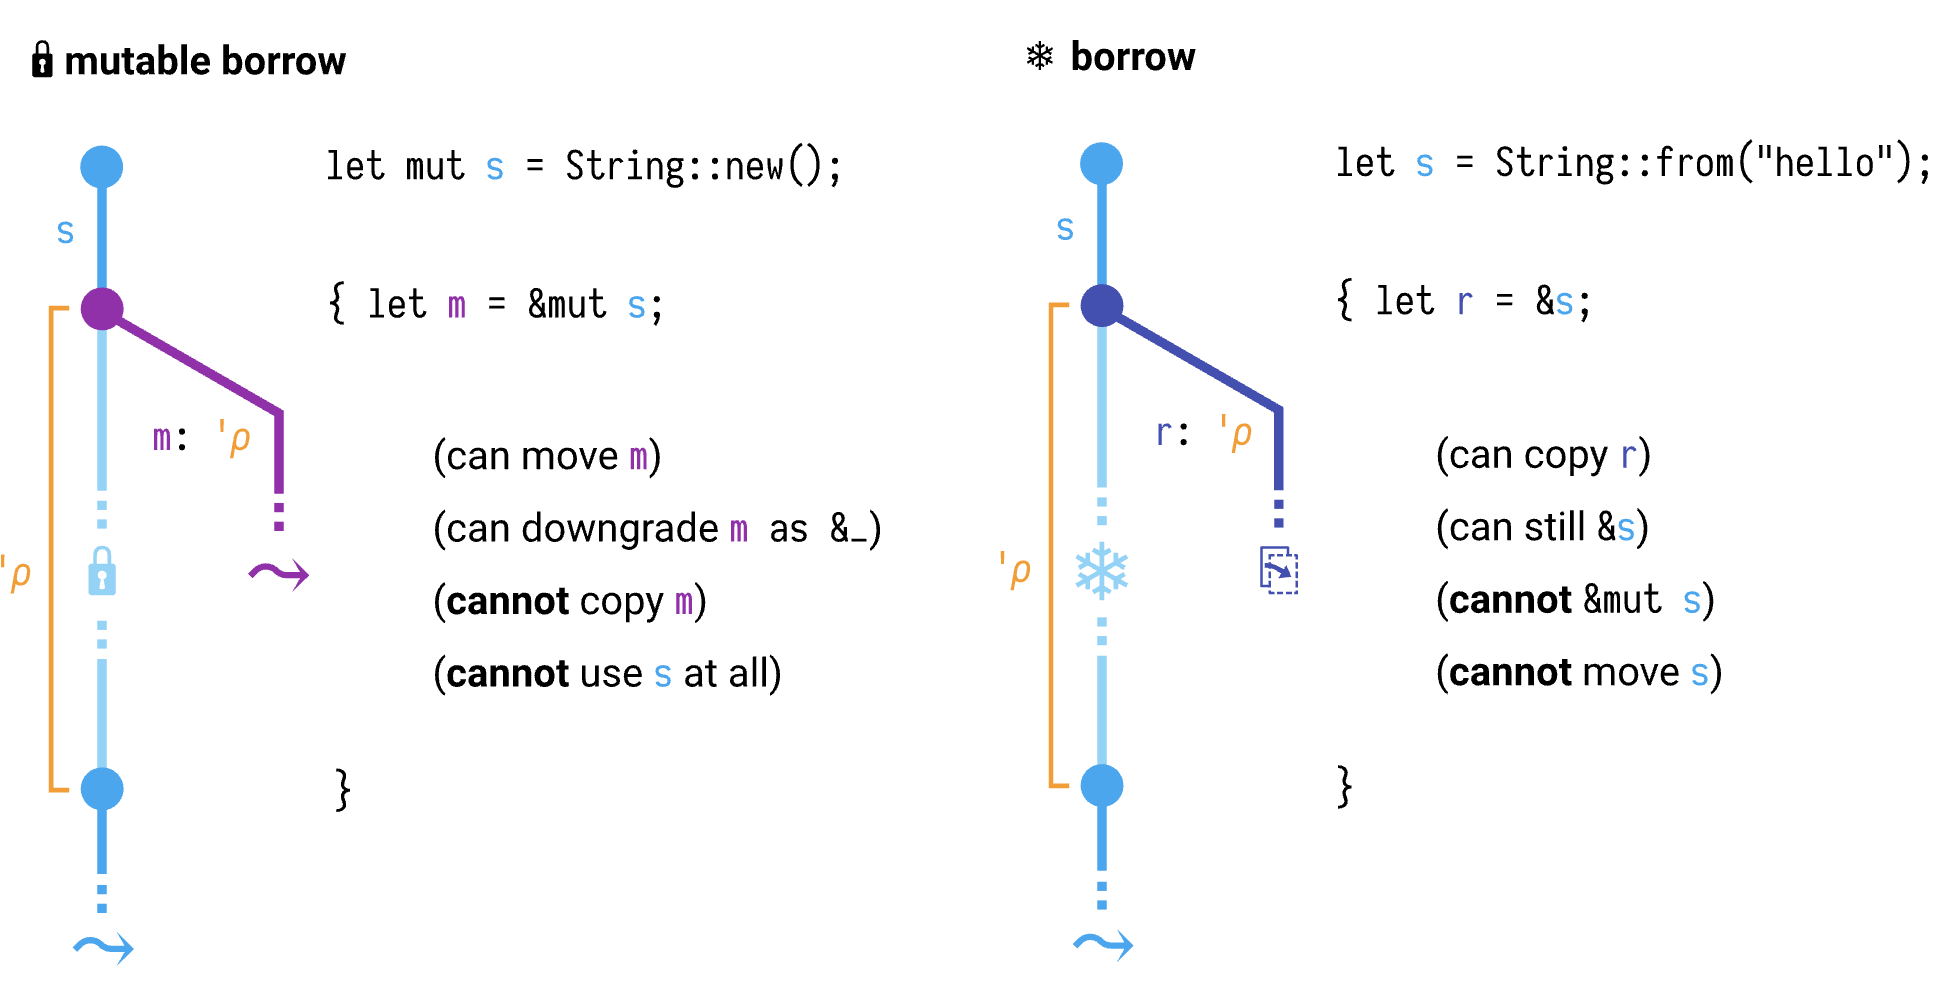 mutable borrow
let mut s = String::new();
s
{ let m = &mut s;
m: 'ρ
(can move m)
(can downgrade m as &_)
'ρ
(cannot copy m)
(cannot use s at all)
}
borrow
let s = String::from("hello");
s
{ let r = &s;
r: 'ρ
(can copy r)
(can still &s)
'ρ
(cannot &mut s)
(cannot move s)
}